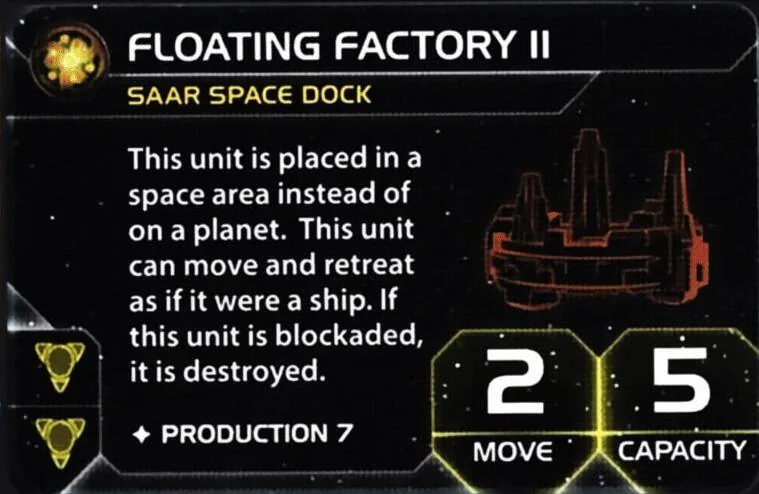 FLOATING FACTORY II
SAAR SPACE DOCK
This unit is placed in a
space area instead of
on a planet. This unit
can move and retreat
as if it were a ship. If
this unit is blockaded,
it is destroyed.
✦ PRODUCTION 7
2
MOVE
5
CAPACITY